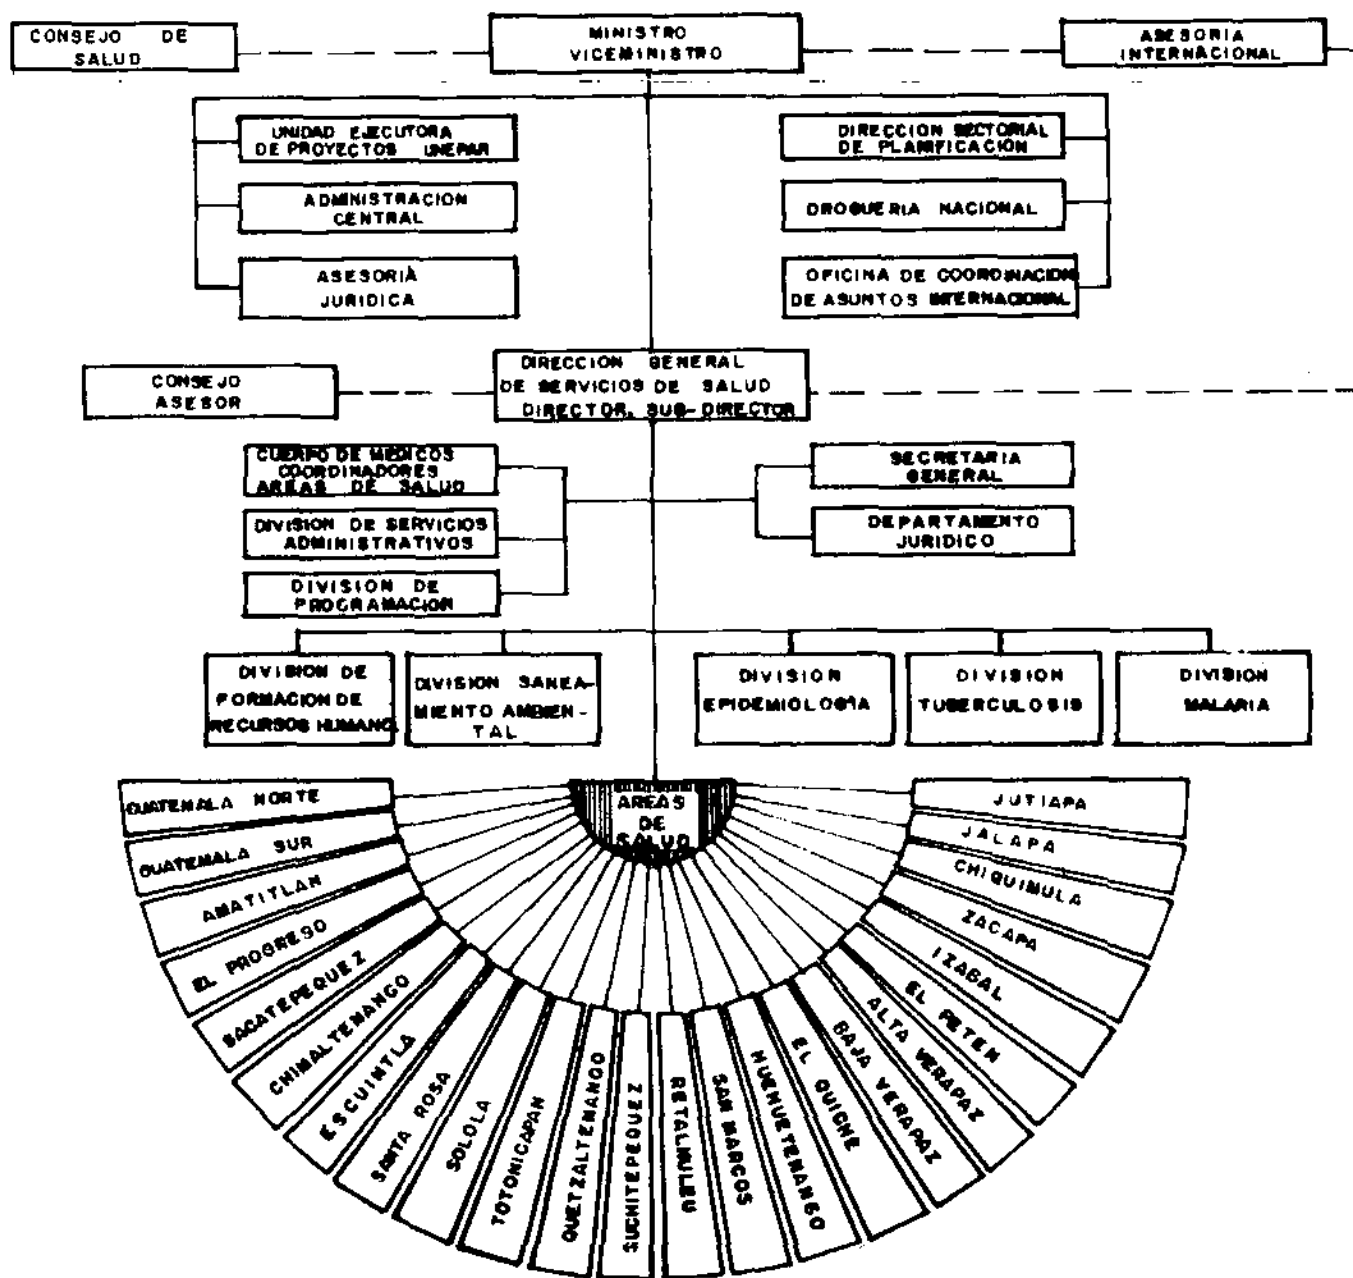 CONSEJO DE
SALUD
MINISTRO
VICEMINISTRO
ASESORIA
INTERNACIONAL
UNIDAD EJECUTORA
DE PROYECTOS UNEPAR
ADMINISTRACION
CENTRAL
ASESORIA
JURIDICA
DIRECCION SECTORIAL
DE PLANIFICACIÓN
DROGUERIA NACIONAL
OFICINA DE COORDINACION
DE ASUNTOS INTERNACIONAL
CONSEJO
ASESOR
DIRECCION GENERAL
DE SERVICIOS DE SALUD
DIRECTOR, SUB-DIRECTOR
CUERPO DE MEDICOS
COORDINADORES
AREAS DE SALUD
DIVISION DE SERVICIOS
ADMINISTRATIVOS
DIVISION DE
PROGRAMACION
SECRETARIA
GENERAL
DEPARTAMENTO
JURIDICO
DIVISION DE
FORMACION DE
RECURSOS HUMANO.
DIVISION SANEA-
MIENTO AMBIEN-
TAL
DIVISION
EPIDEMIOLOGÍA
DIVISION
TUBERCULOSIS
DIVISION
MALARIA
AREAS
DE
SALUD
GUATEMALA NORTE
GUATEMALA SUR
AMATITLAN
EL PROGRESO
SACATEPEQUEZ
CHIMALTENANGO
ESCUINTLA
SANTA ROSA
SOLOLA
TOTONICAPAN
QUETZALTENANGO
SUCHITEPEQUEZ
RETALHULEU
SAN MARCOS
HUEHUETENANGO
EL QUICHE
BAJA VERAPAZ
ALTA VERAPAZ
EL PETEN
IZABAL
ZACAPA
CHIQUIMULA
JALAPA
JUTIAPA